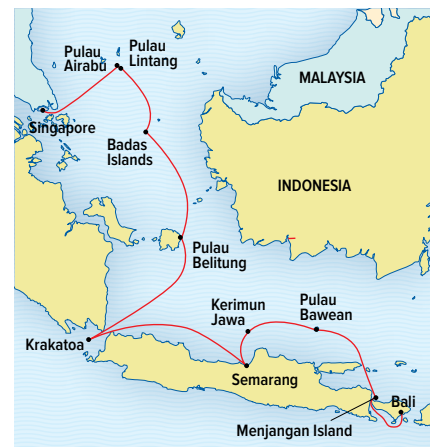 Pulau
Airabu
Pulau
Lintang
MALAYSIA
Singapore
Badas
Islands
INDONESIA
Pulau
Belitung
Kerimun
Jawa
Pulau
Bawean
Krakatoa
Semarang
Bali
Menjangan Island